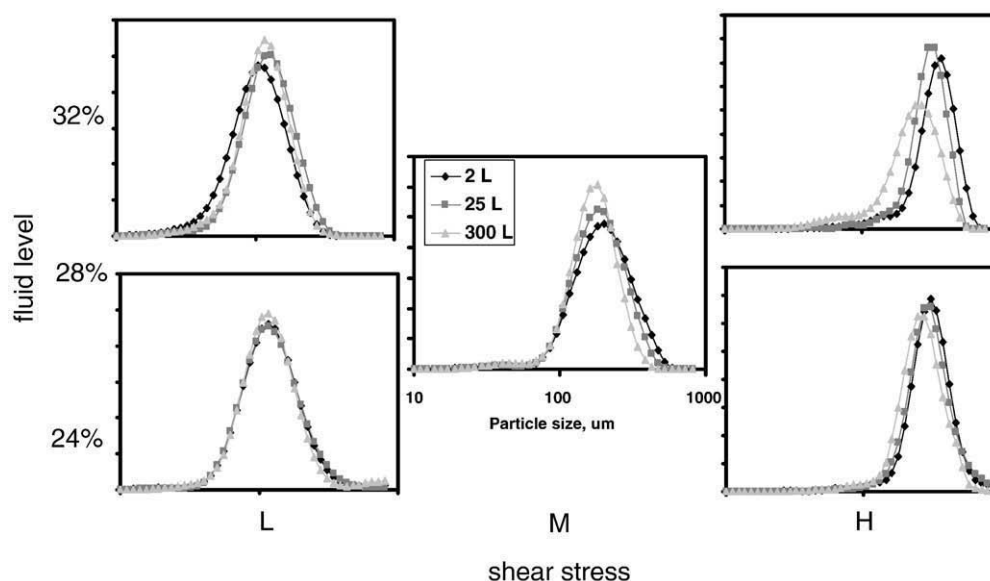 32%
28%
24%
fluid level
2 L
25 L
300 L
10 100 1000
Particle size, um
L M H
shear stress